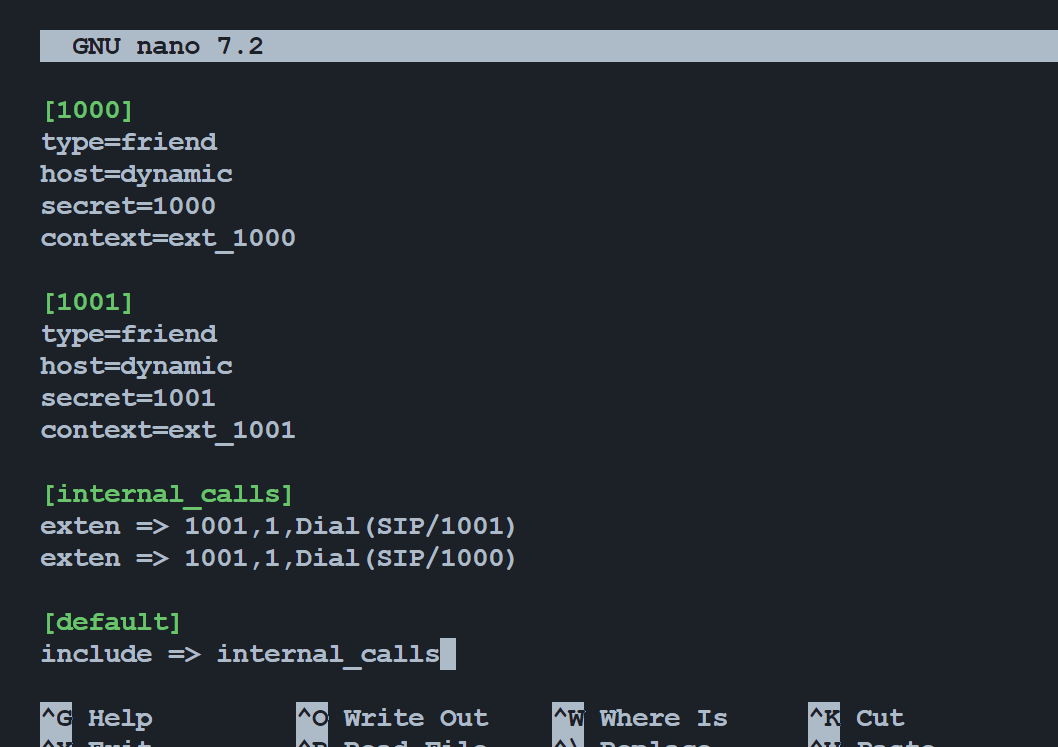 GNU nano 7.2
[1000]
type=friend
host=dynamic
secret=1000
context=ext_1000
[1001]
type=friend
host=dynamic
secret=1001
context=ext_1001
[internal_calls]
exten => 1001,1,Dial(SIP/1001)
exten => 1001,1,Dial(SIP/1000)
[default]
include => internal_calls
^G Help ^O Write Out ^W Where Is ^K Cut